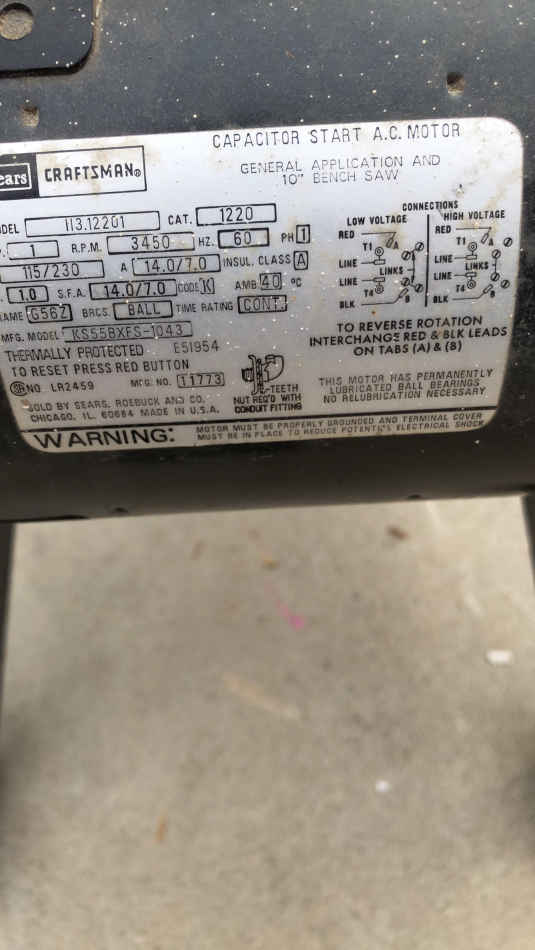 CAPACITOR START A.C. MOTOR
GENERAL APPLICATION AND
10" BENCH SAW
CRAFTSMAN®
113.12201 CAT. 1220
1 R.P.M. 3450 HZ. 60 PH 1
115/230 A 14.0/7.0 INSUL. CLASS A
1.0 S.F.A. 14.0/7.0 CODE K AMB 40 °C
G56Z BRGS. BALL TIME RATING CONT.
MFG. MODEL KS55BXFS-1043
THERMALLY PROTECTED E51954
TO RESET PRESS RED BUTTON
NO LR2459 MFG. NO. T1773
SOLD BY SEARS, ROEBUCK AND CO.
CHICAGO, IL. 60684 MADE IN U.S.A.
TEETH
NUT REQ'D WITH
CONDUIT FITTING
CONNECTIONS
LOW VOLTAGE HIGH VOLTAGE
RED RED
T1 A T1 A
LINE LINE
LINKS LINKS
LINE LINE
T4 T4
BLK B BLK B
TO REVERSE ROTATION
INTERCHANGE RED & BLK LEADS
ON TABS (A) & (B)
THIS MOTOR HAS PERMANENTLY
LUBRICATED BALL BEARINGS
NO RELUBRICATION NECESSARY
WARNING: MOTOR MUST BE PROPERLY GROUNDED AND TERMINAL COVER
MUST BE IN PLACE TO REDUCE POTENTIAL ELECTRICAL SHOCK